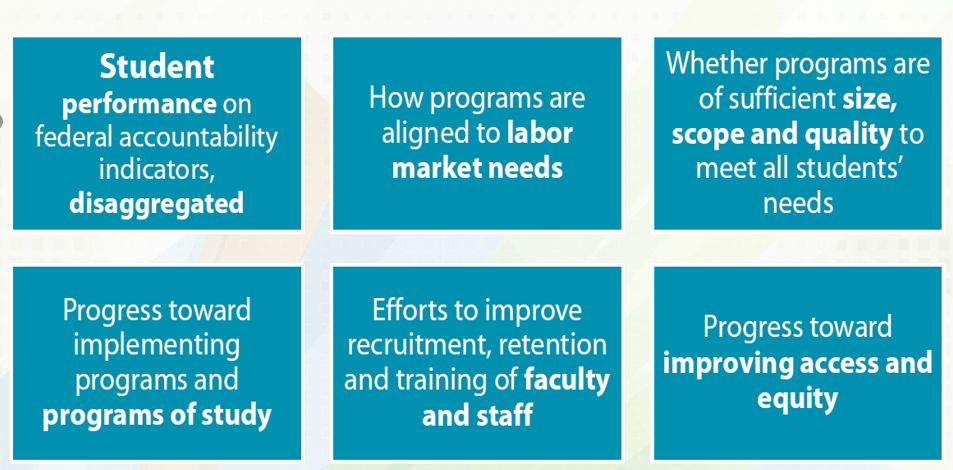 Student
performance on
federal accountability
indicators,
disaggregated
How programs are
aligned to labor
market needs
Whether programs are
of sufficient size,
scope and quality to
meet all students’
needs
Progress toward
implementing
programs and
programs of study
Efforts to improve
recruitment, retention
and training of faculty
and staff
Progress toward
improving access and
equity